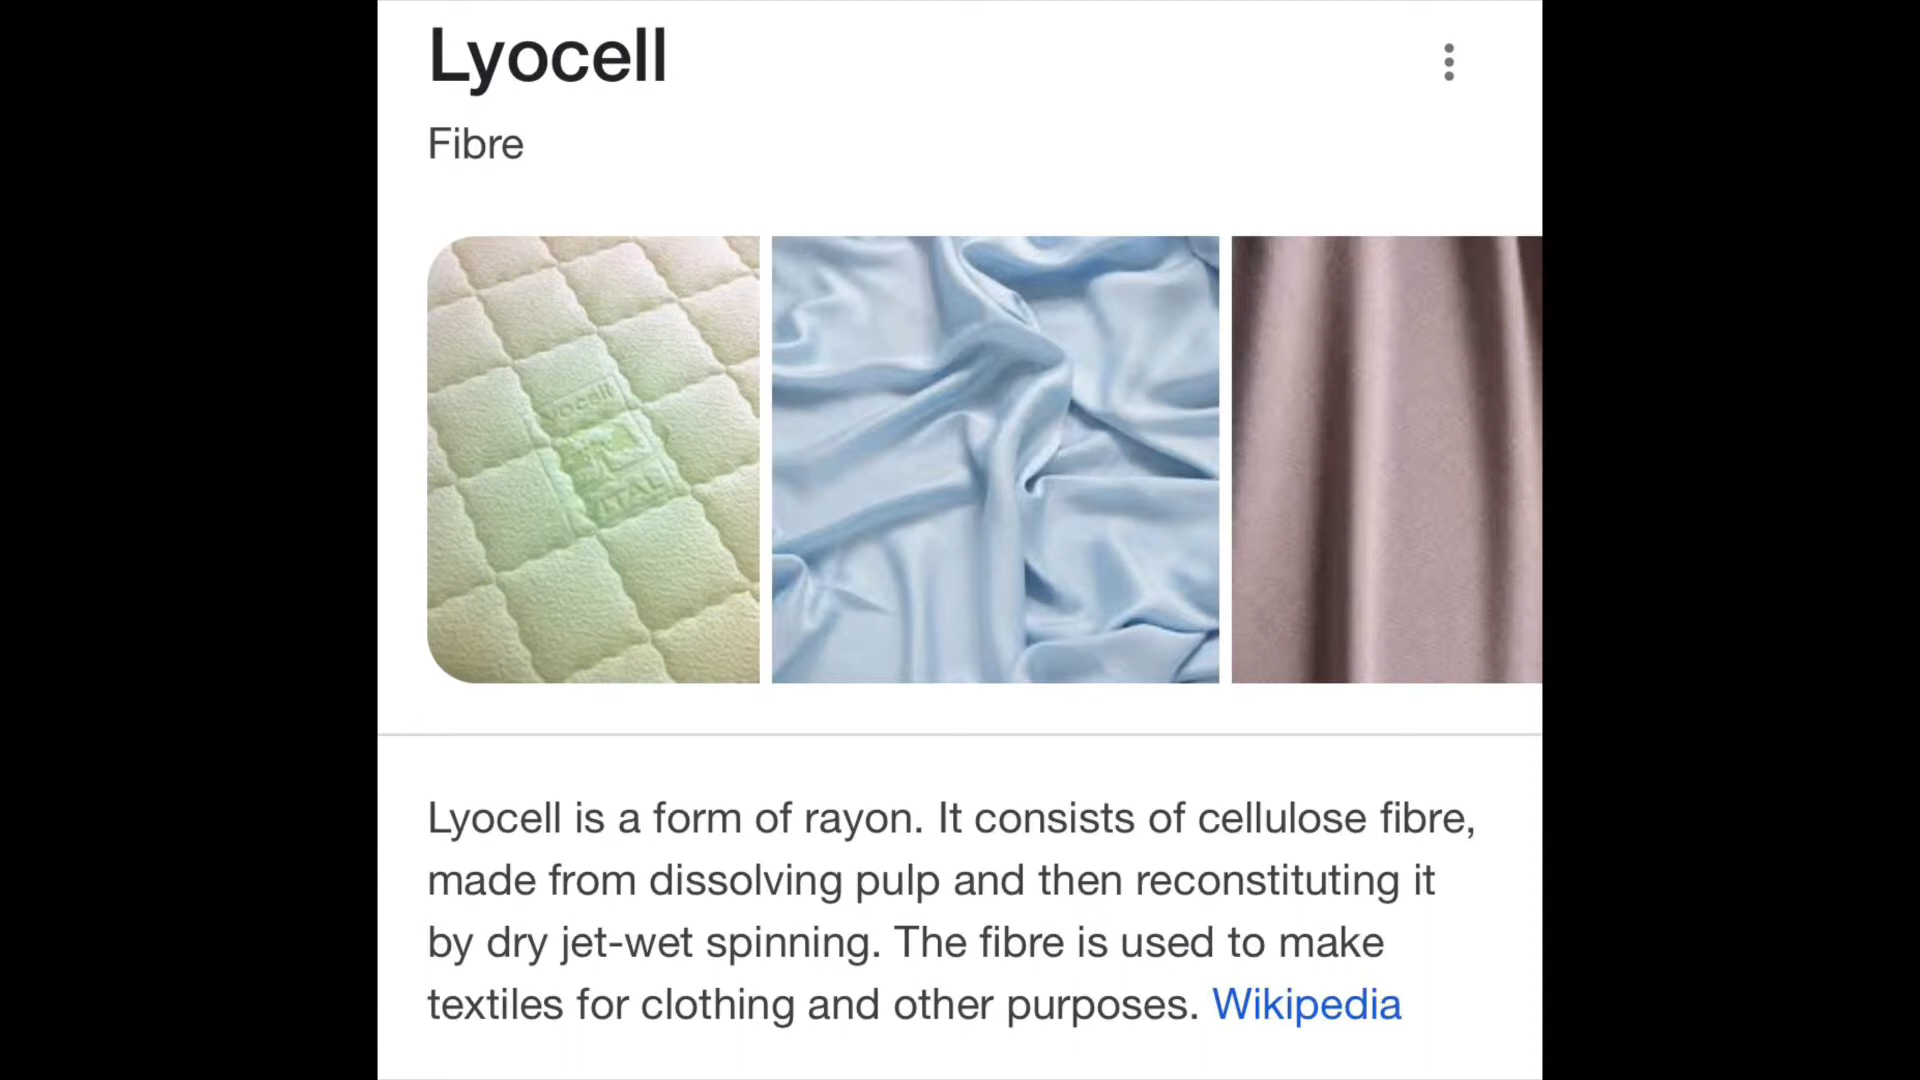 Lyocell
Fibre
VITAL
Lyocell is a form of rayon. It consists of cellulose fibre,
made from dissolving pulp and then reconstituting it
by dry jet-wet spinning. The fibre is used to make
textiles for clothing and other purposes. Wikipedia